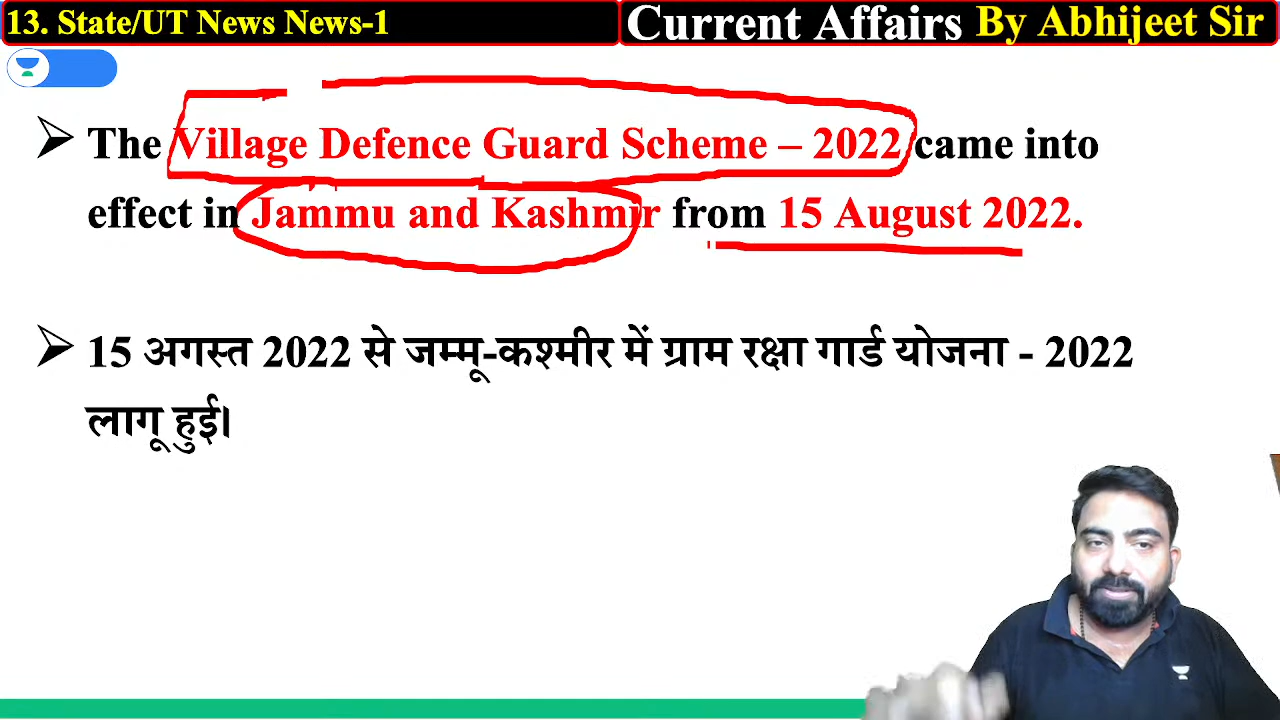 13. State/UT News News-1
Current Affairs By Abhijeet Sir
The Village Defence Guard Scheme – 2022 came into
effect in Jammu and Kashmir from 15 August 2022.
15 अगस्त 2022 से जम्मू-कश्मीर में ग्राम रक्षा गार्ड योजना - 2022
लागू हुई।